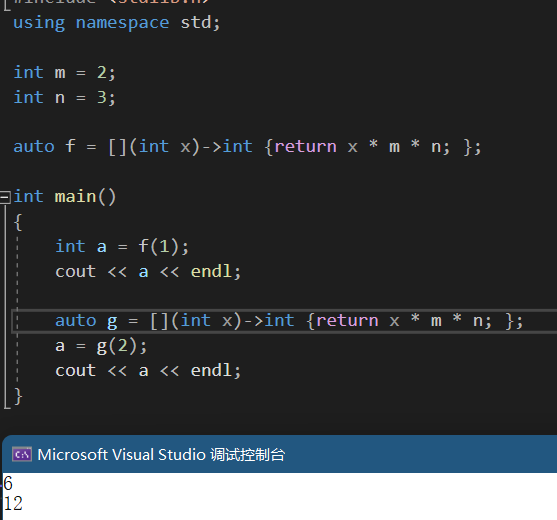 using namespace std;
int m = 2;
int n = 3;
auto f = [](int x)->int {return x * m * n; };
int main()
{
int a = f(1);
cout << a << endl;
auto g = [](int x)->int {return x * m * n; };
a = g(2);
cout << a << endl;
}
Microsoft Visual Studio 调试控制台
6
12